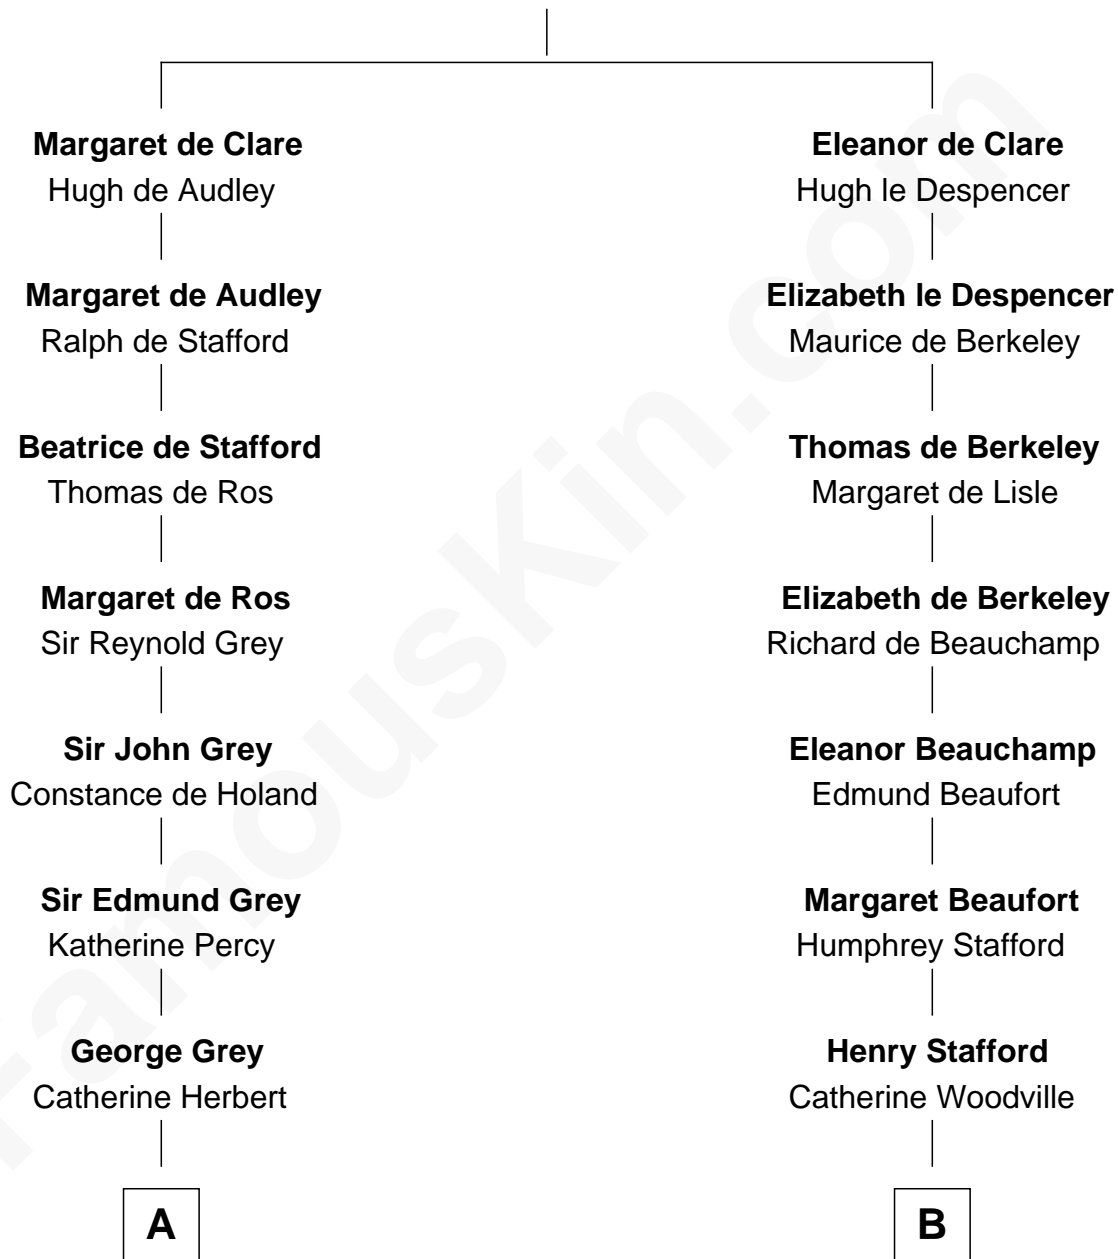 Margaret de Clare
Hugh de Audley
Margaret de Audley
Ralph de Stafford
Beatrice de Stafford
Thomas de Ros
Margaret de Ros
Sir Reynold Grey
Sir John Grey
Constance de Holand
Sir Edmund Grey
Katherine Percy
George Grey
Catherine Herbert
A
Eleanor de Clare
Hugh le Despencer
Elizabeth le Despencer
Maurice de Berkeley
Thomas de Berkeley
Margaret de Lisle
Elizabeth de Berkeley
Richard de Beauchamp
Eleanor Beauchamp
Edmund Beaufort
Margaret Beaufort
Humphrey Stafford
Henry Stafford
Catherine Woodville
B
FamousKin.com